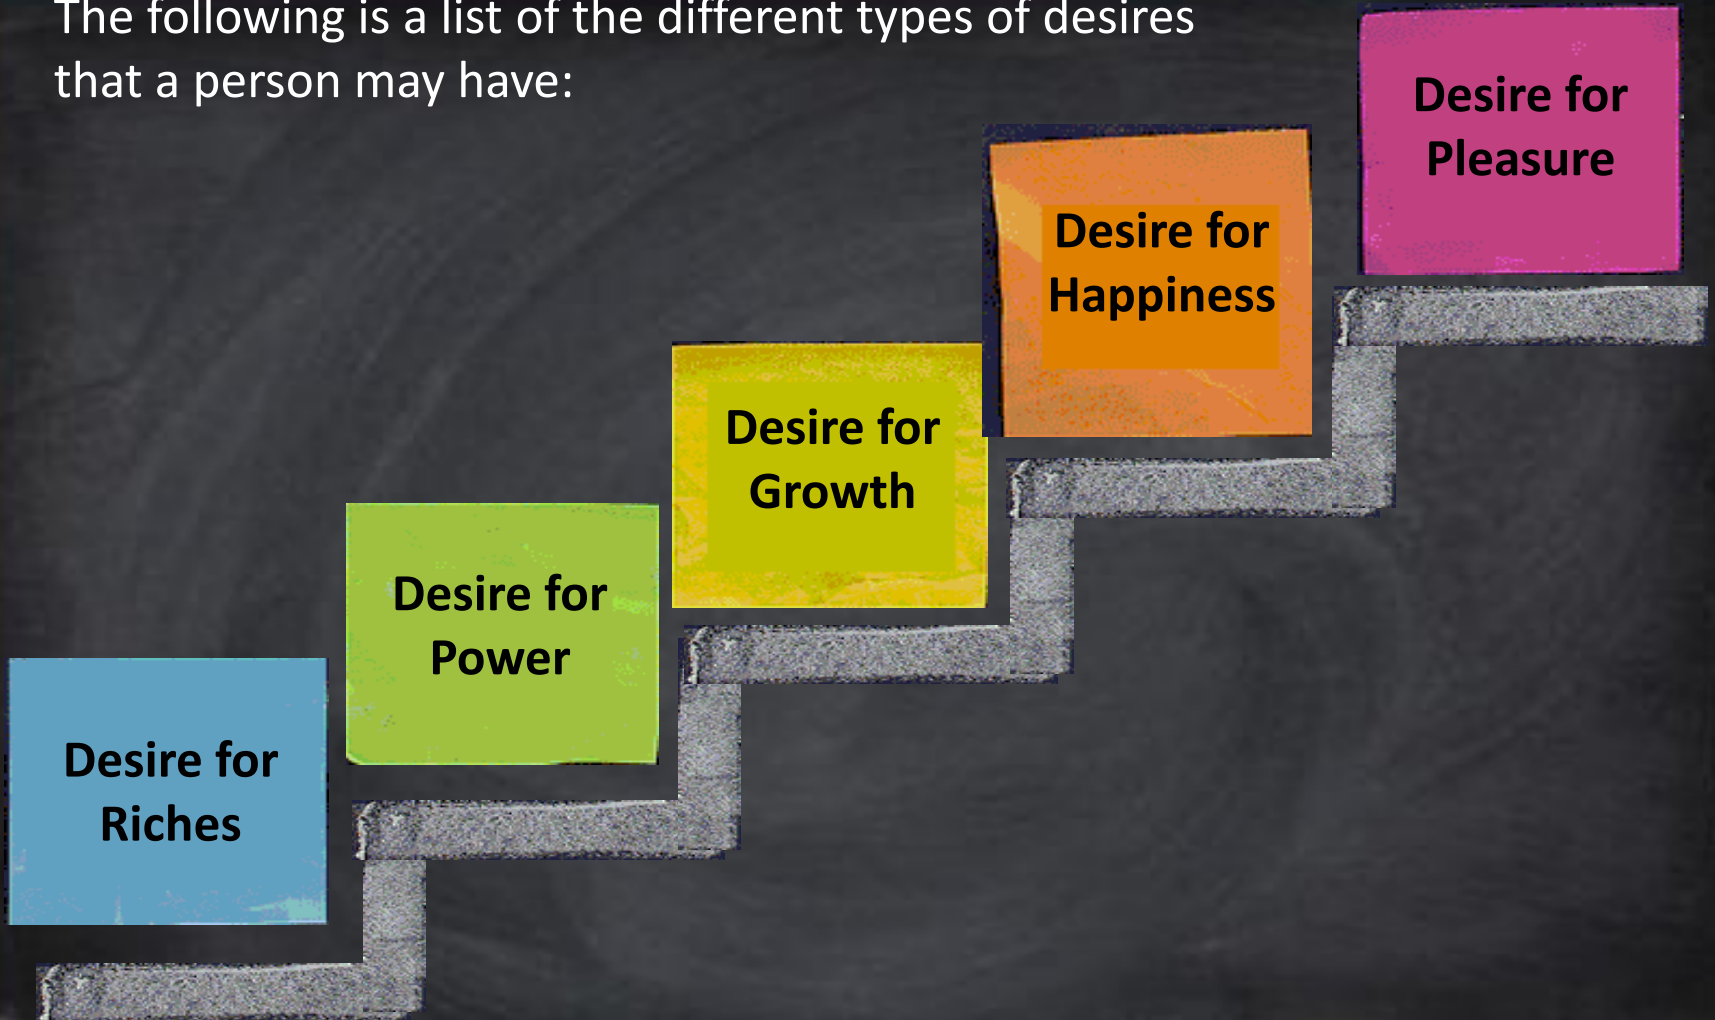 The following is a list of the different types of desires
that a person may have:
Desire for
Riches
Desire for
Power
Desire for
Growth
Desire for
Happiness
Desire for
Pleasure